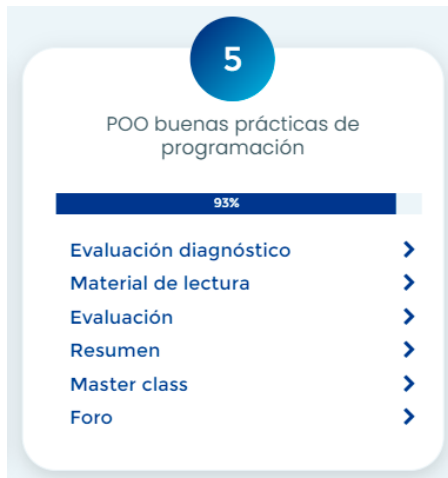 5
POO buenas prácticas de
programación
93%
Evaluación diagnóstico
Material de lectura
Evaluación
Resumen
Master class
Foro